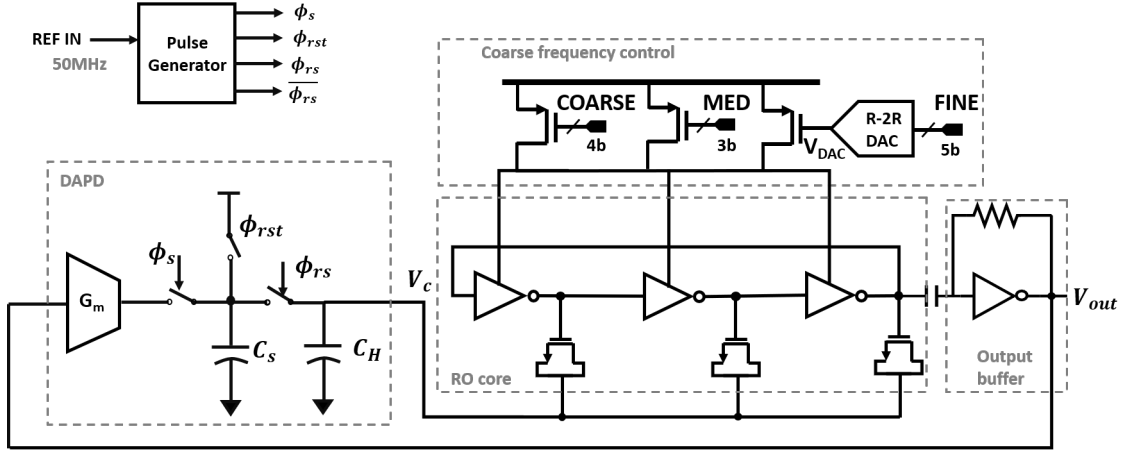 REF IN
50MHz
Pulse
Generator
ϕs
ϕrst
ϕrs
ϕrs
Coarse frequency control
COARSE
4b
MED
3b
VDAC
R-2R
DAC
FINE
5b
DAPD
Gm
ϕs
ϕrst
ϕrs
Cs
CH
Vc
RO core
Output
buffer
Vout